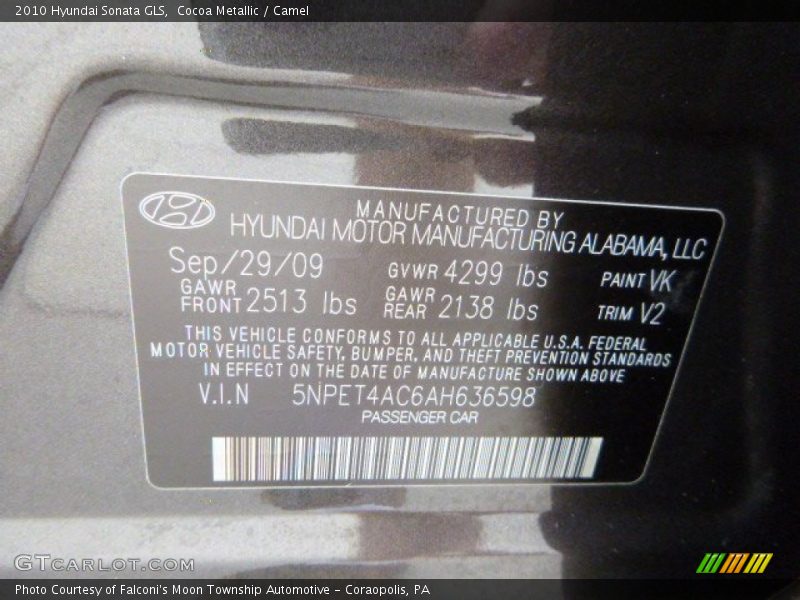 2010 Hyundai Sonata GLS,  Cocoa Metallic / Camel
MANUFACTURED BY
HYUNDAI MOTOR MANUFACTURING ALABAMA, LLC
Sep/29/09 GVWR 4299 lbs PAINT VK
GAWR FRONT 2513 lbs GAWR REAR 2138 lbs TRIM V2
THIS VEHICLE CONFORMS TO ALL APPLICABLE U.S.A. FEDERAL
MOTOR VEHICLE SAFETY, BUMPER, AND THEFT PREVENTION STANDARDS
IN EFFECT ON THE DATE OF MANUFACTURE SHOWN ABOVE
V.I.N 5NPET4AC6AH636598
PASSENGER CAR
GTCARLOT.COM
Photo Courtesy of Falconi's Moon Township Automotive – Coraopolis, PA